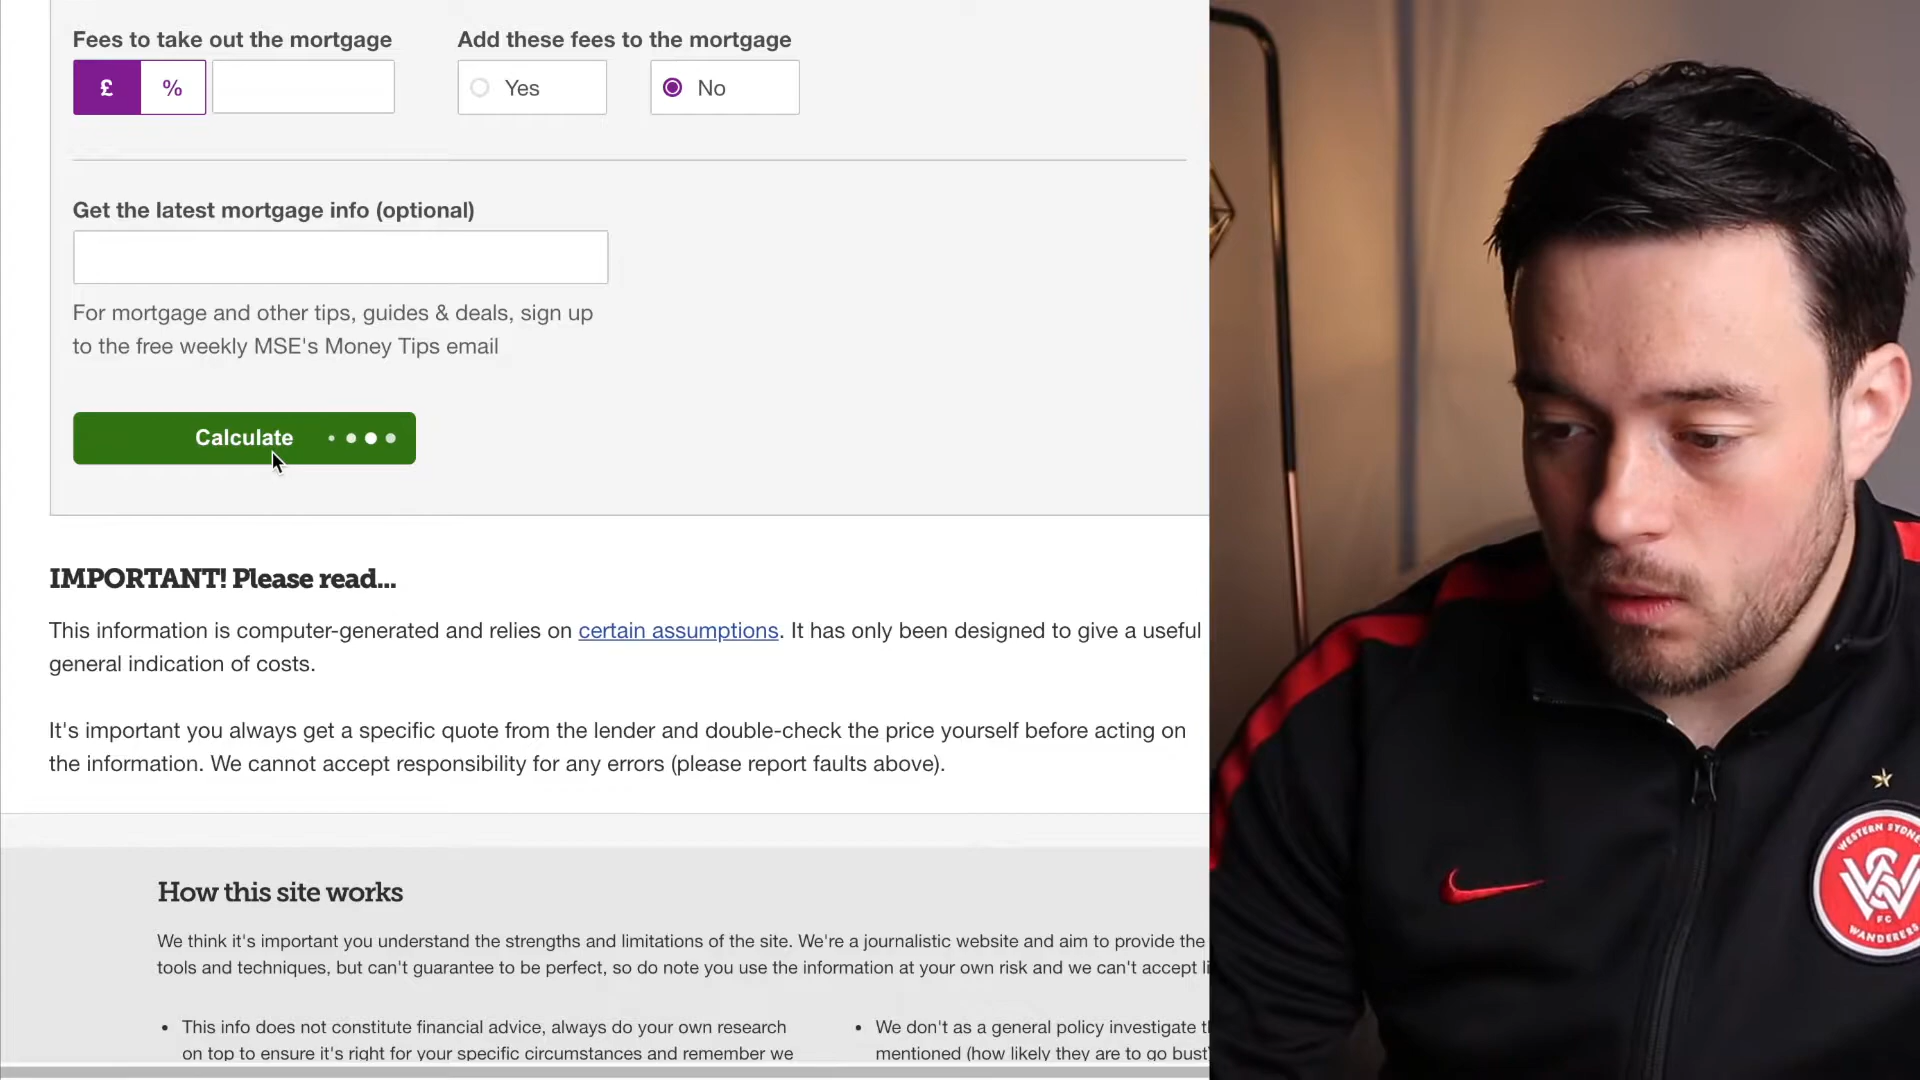 Fees to take out the mortgage
Add these fees to the mortgage
£ %
Yes No
Get the latest mortgage info (optional)
For mortgage and other tips, guides & deals, sign up
to the free weekly MSE's Money Tips email
Calculate
IMPORTANT! Please read...
This information is computer-generated and relies on certain assumptions. It has only been designed to give a useful
general indication of costs.
It's important you always get a specific quote from the lender and double-check the price yourself before acting on
the information. We cannot accept responsibility for any errors (please report faults above).
How this site works
We think it's important you understand the strengths and limitations of the site. We're a journalistic website and aim to provide the
tools and techniques, but can't guarantee to be perfect, so do note you use the information at your own risk and we can't accept
• This info does not constitute financial advice, always do your own research
on top to ensure it's right for your specific circumstances and remember we
• We don't as a general policy investigate
mentioned (how likely they are to go bust
WESTERN SYDNE
WSW
FC
WANDERERS